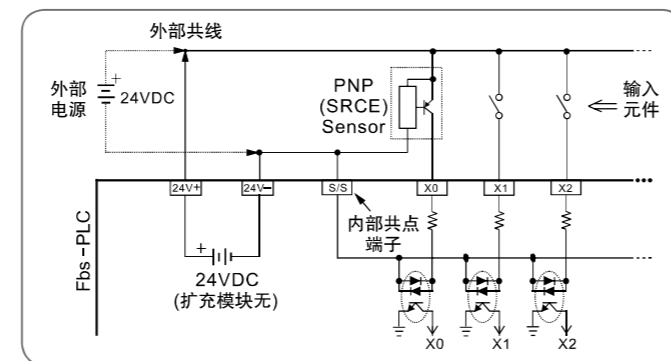 外部共线
+
外部
电源
24VDC
PNP
(SRCE)
Sensor
输入
元件
24V+
24V−
S/S
X0
X1
X2
Fbs-PLC
+
24VDC
(扩充模块无)
内部共点
端子
X0
X1
X2